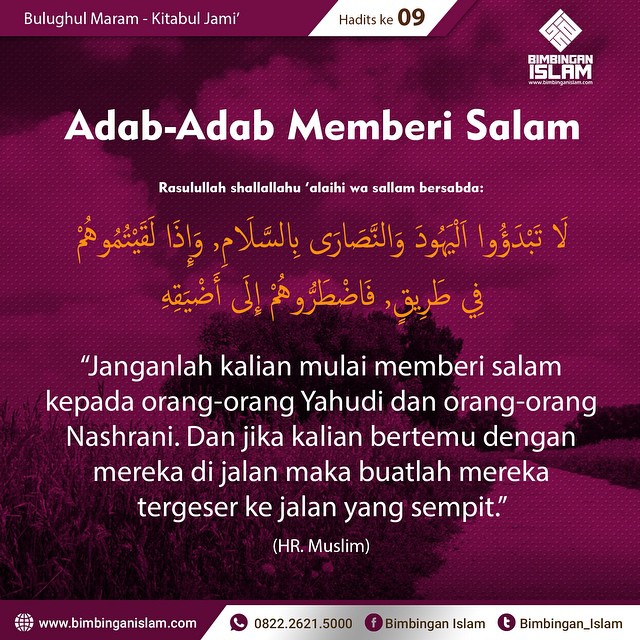 Bulughul Maram - Kitabul Jami'
Hadits ke 09
BIMBINGAN
ISLAM
www.bimbinganislam.com
Adab-Adab Memberi Salam
Rasulullah shallallahu 'alaihi wa sallam bersabda:
لَا تَبْدَؤُوا اَلْيَهُودَ وَالنَّصَارَى بِالسَّلَامِ, وَإِذَا لَقَيْتُمُوهُمْ
فِي طَرِيقٍ, فَاضْطَرُّوهُمْ إِلَى أَضْيَقِهِ
“Janganlah kalian mulai memberi salam
kepada orang-orang Yahudi dan orang-orang
Nashrani. Dan jika kalian bertemu dengan
mereka di jalan maka buatlah mereka
tergeser ke jalan yang sempit.”
(HR. Muslim)
www.bimbinganislam.com
0822.2621.5000
Bimbingan Islam
Bimbingan_Islam